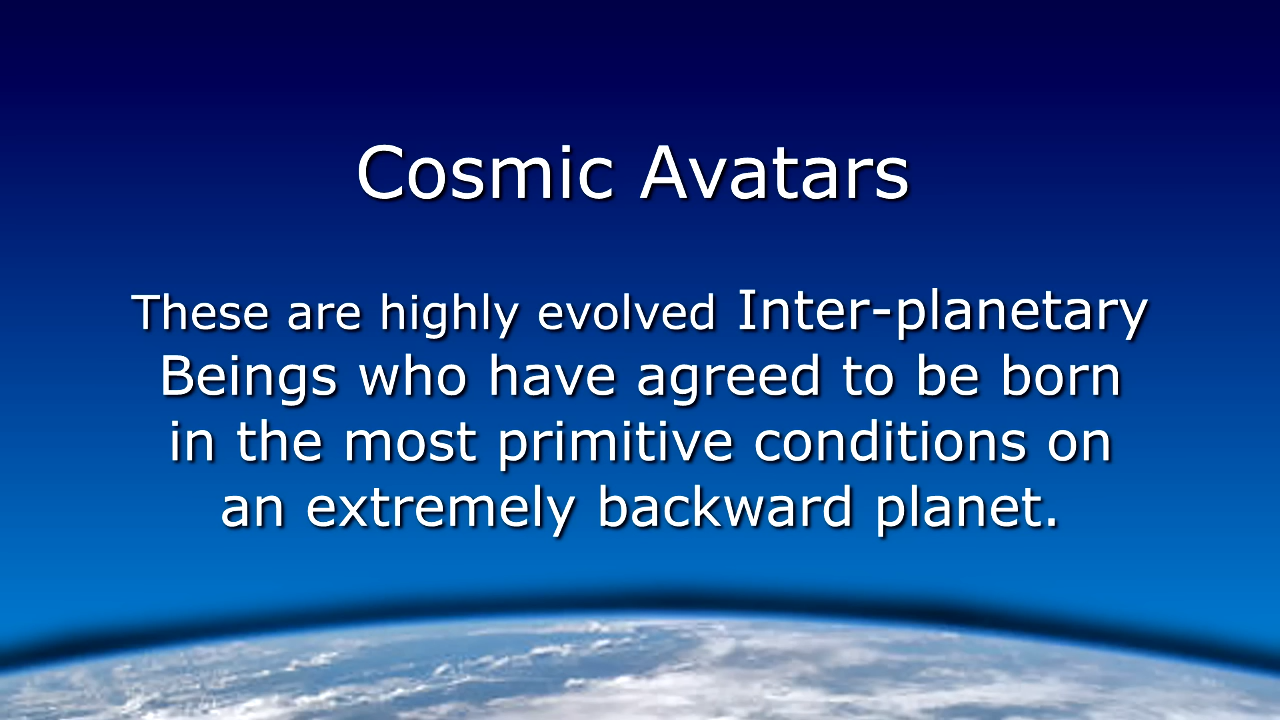 Cosmic Avatars
These are highly evolved Inter-planetary
Beings who have agreed to be born
in the most primitive conditions on
an extremely backward planet.